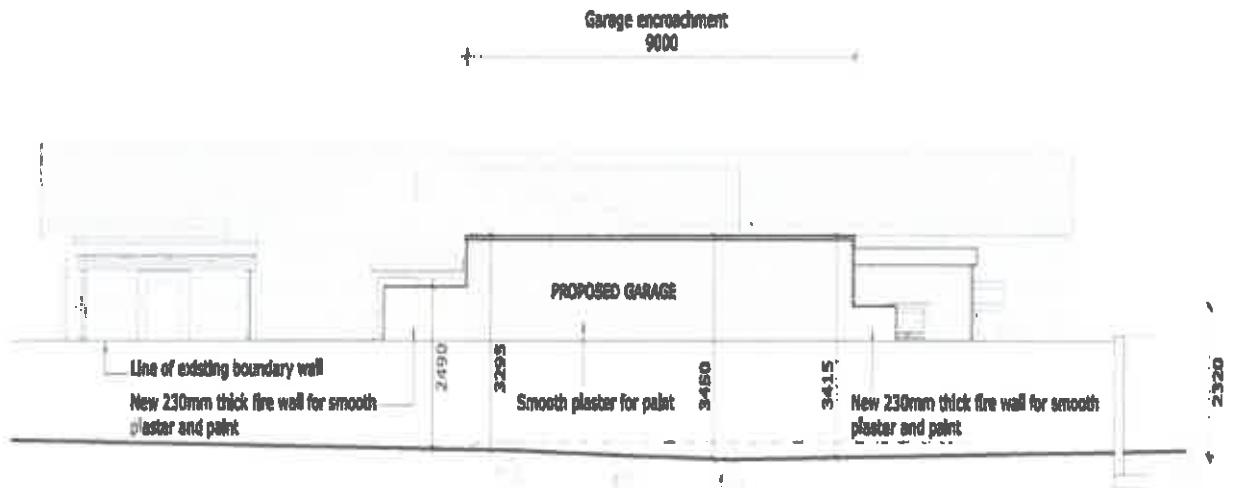 Garage encroachment
9000
PROPOSED GARAGE
Line of existing boundary wall
New 230mm thick fire wall for smooth
plaster and paint
2490
3295
Smooth plaster for paint
3450
3415
New 230mm thick fire wall for smooth
plaster and paint
2320